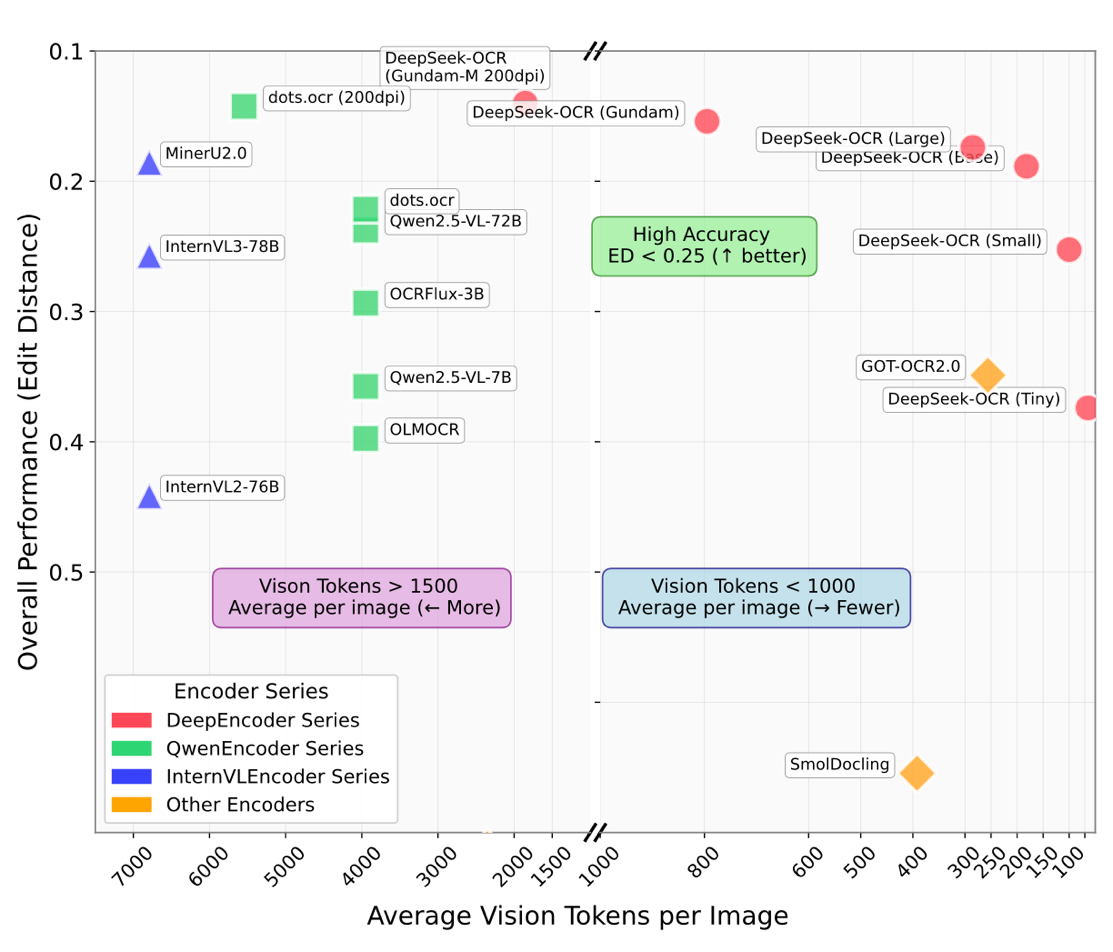 DeepSeek-OCR
(Gundam-M 200dpi)
dots.ocr (200dpi)
DeepSeek-OCR (Gundam)
DeepSeek-OCR (Large)
DeepSeek-OCR (Base)
MinerU2.0
dots.ocr
Qwen2.5-VL-72B
High Accuracy
ED < 0.25 (↑ better)
DeepSeek-OCR (Small)
InternVL3-78B
OCRFlux-3B
GOT-OCR2.0
Qwen2.5-VL-7B
DeepSeek-OCR (Tiny)
OLMOCR
InternVL2-76B
Vison Tokens > 1500
Average per image (← More)
Vision Tokens < 1000
Average per image (→ Fewer)
SmolDocling
Encoder Series
DeepEncoder Series
QwenEncoder Series
InternVLEncoder Series
Other Encoders
Overall Performance (Edit Distance)
0.1
0.2
0.3
0.4
0.5
7000
6000
5000
4000
3000
2000
1500
1000
800
600
500
400
300
250
200
150
100
Average Vision Tokens per Image